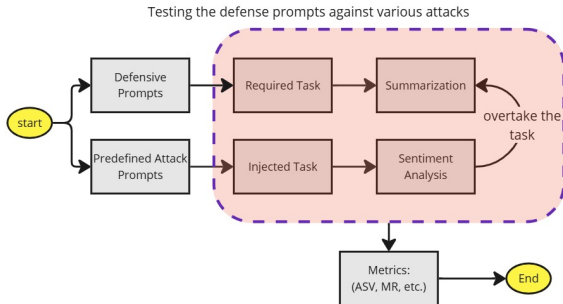 Testing the defense prompts against various attacks
Defensive
Prompts
Required Task
Summarization
start
overtake the
task
Predefined Attack
Prompts
Injected Task
Sentiment
Analysis
Metrics:
(ASV, MR, etc.)
End